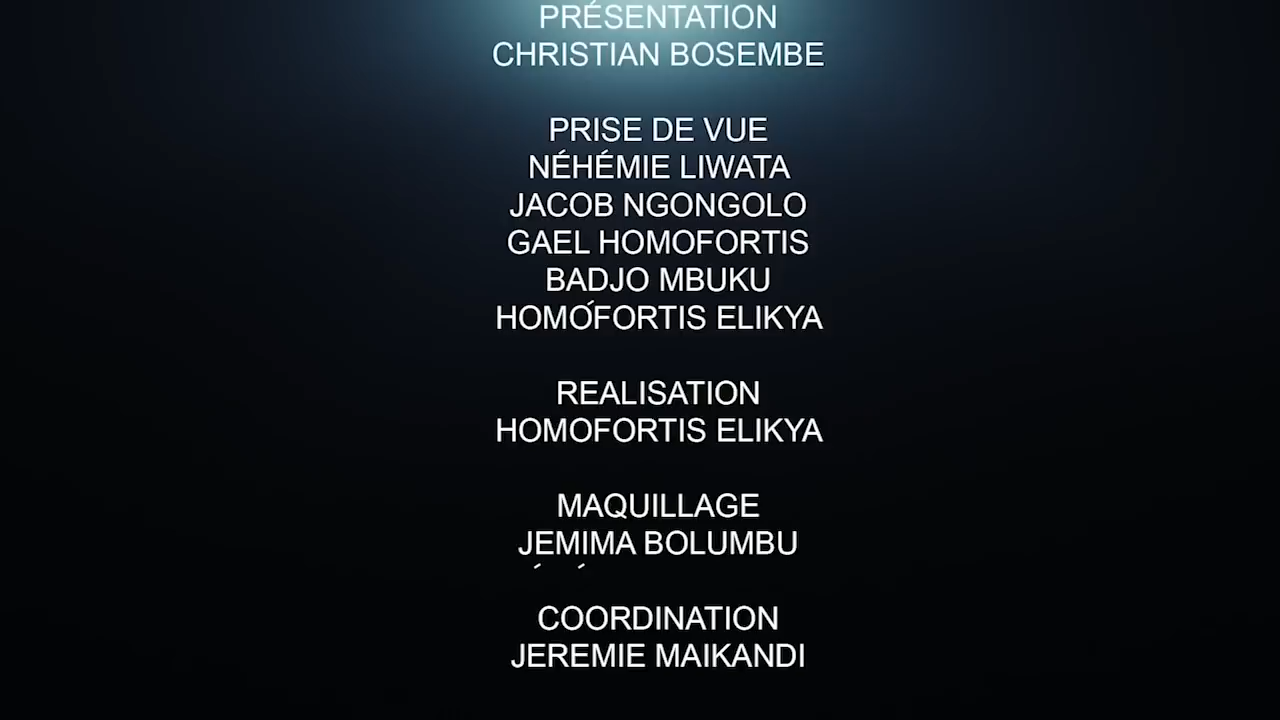 PRÉSENTATION
CHRISTIAN BOSEMBE
PRISE DE VUE
NÉHÉMIE LIWATA
JACOB NGONGOLO
GAEL HOMOFORTIS
BADJO MBUKU
HOMOFORTIS ELIKYA
REALISATION
HOMOFORTIS ELIKYA
MAQUILLAGE
JEMIMA BOLUMBU
COORDINATION
JEREMIE MAIKANDI